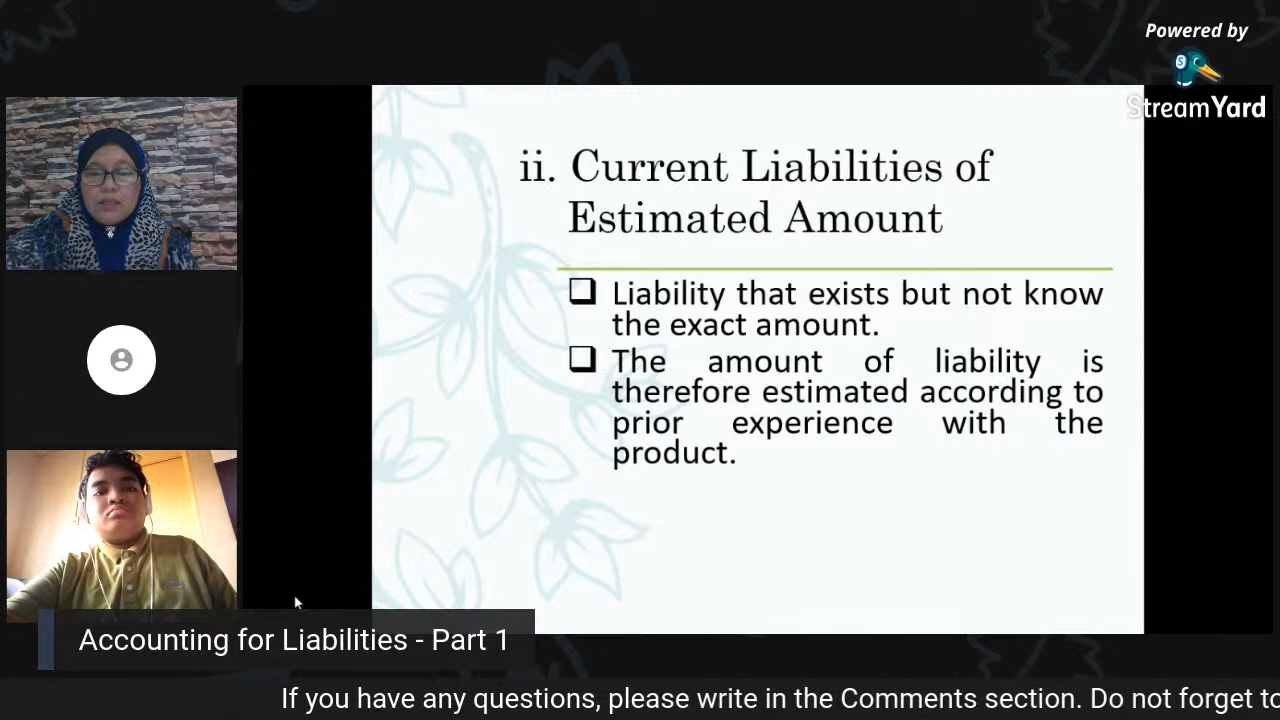 Powered by
StreamYard
ii. Current Liabilities of
Estimated Amount
❑ Liability that exists but not know
the exact amount.
❑ The amount of liability is
therefore estimated according to
prior experience with the
product.
Accounting for Liabilities - Part 1
If you have any questions, please write in the Comments section. Do not forget to